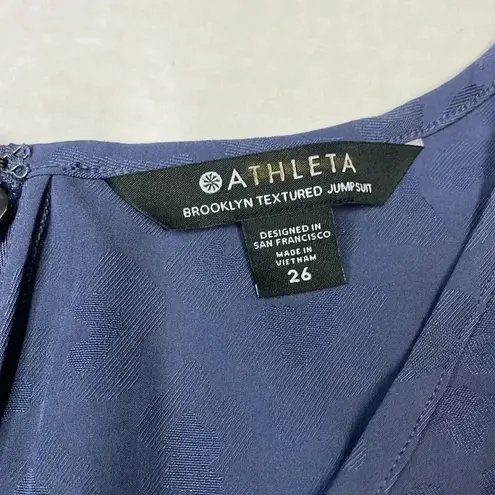 ATHLETA
BROOKLYN TEXTURED JUMPSUIT
DESIGNED IN
SAN FRANCISCO
MADE IN
VIETNAM
26